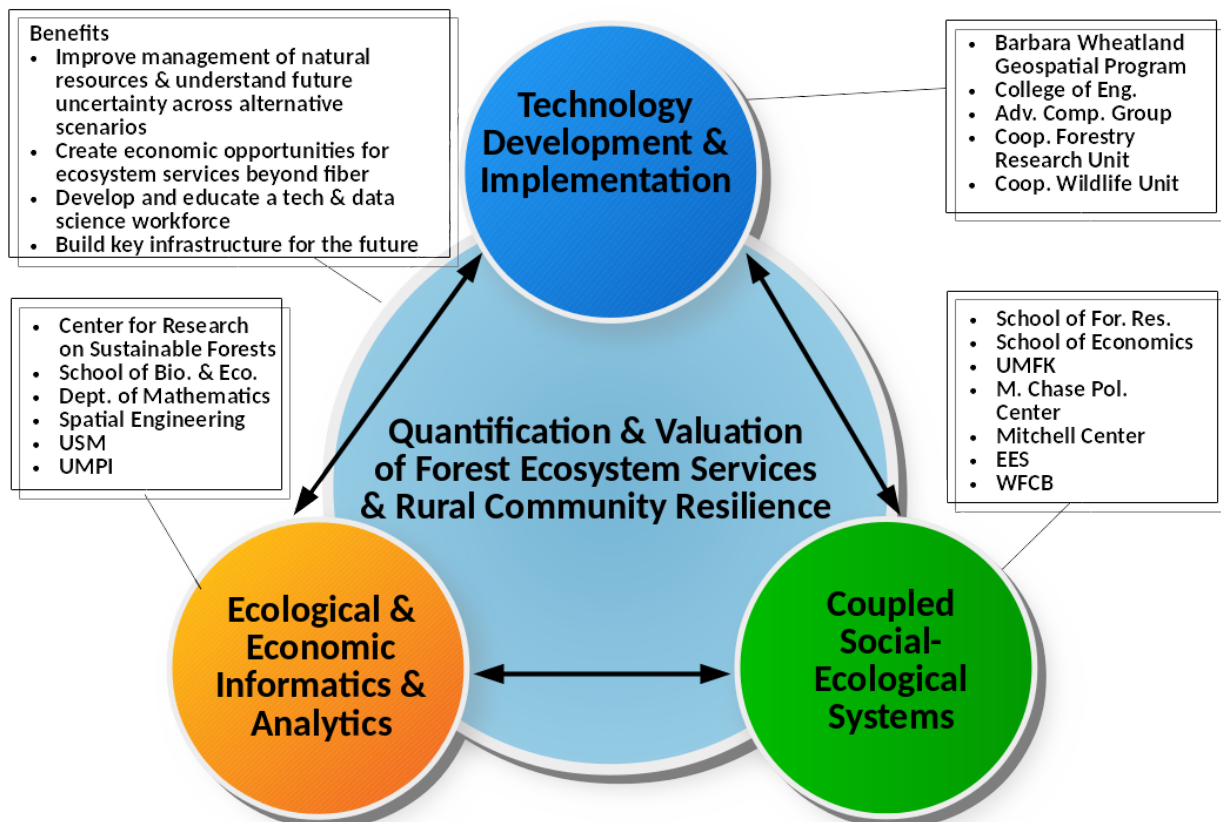 Benefits
• Improve management of natural
resources & understand future
uncertainty across alternative
scenarios
• Create economic opportunities for
ecosystem services beyond fiber
• Develop and educate a tech & data
science workforce
• Build key infrastructure for the future
Technology
Development &
Implementation
• Barbara Wheatland
Geospatial Program
• College of Eng.
• Adv. Comp. Group
• Coop. Forestry
Research Unit
• Coop. Wildlife Unit
• Center for Research
on Sustainable Forests
• School of Bio. & Eco.
• Dept. of Mathematics
• Spatial Engineering
• USM
• UMPI
Quantification & Valuation
of Forest Ecosystem Services
& Rural Community Resilience
• School of For. Res.
• School of Economics
• UMFK
• M. Chase Pol.
Center
• Mitchell Center
• EES
• WFCB
Ecological &
Economic
Informatics &
Analytics
Coupled
Social-
Ecological
Systems